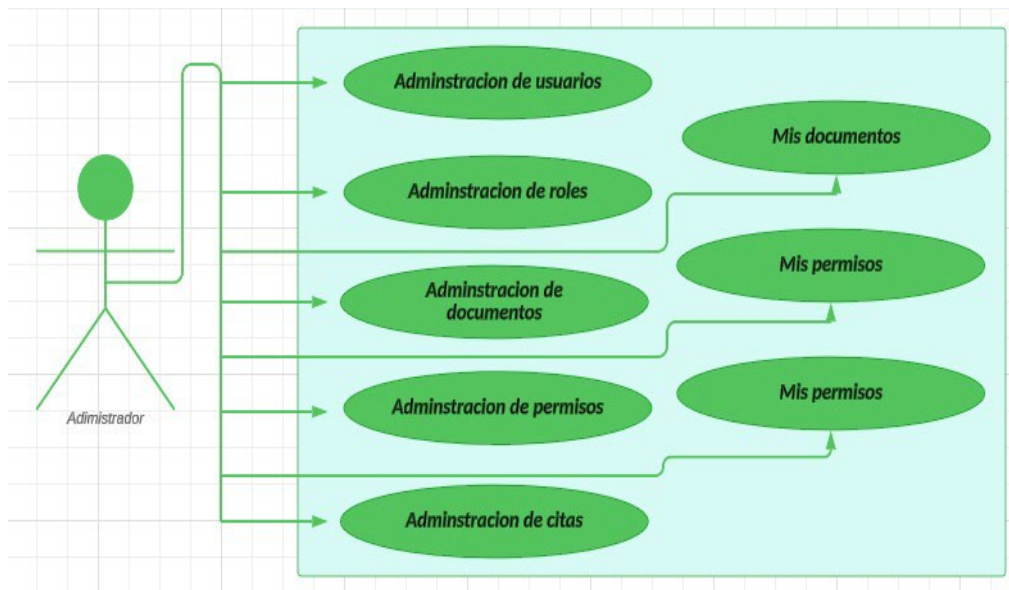 Adminstracion de usuarios
Mis documentos
Adminstracion de roles
Mis permisos
Adminstracion de
documentos
Mis permisos
Adminstracion de permisos
Adimistrador
Adminstracion de citas